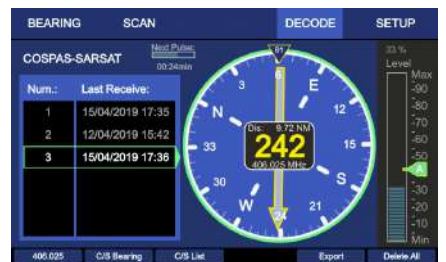 BEARING SCAN DECODE SETUP
COSPAS-SARSAT
Next Pulse:
00:24min
Num.: Last Receive:
1 15/04/2019 17:35
2 12/04/2019 15:42
3 15/04/2019 17:36
61
6
3 E
N 12
Dis: 9.72 NM
33 242 15
406.025 MHz
30 S
W 21
24
33 %
Level
Max
-90
-80
-70
-60
-50
A
-30
-20
-10
Min
406.025 C/S Bearing C/S List Export Delete All